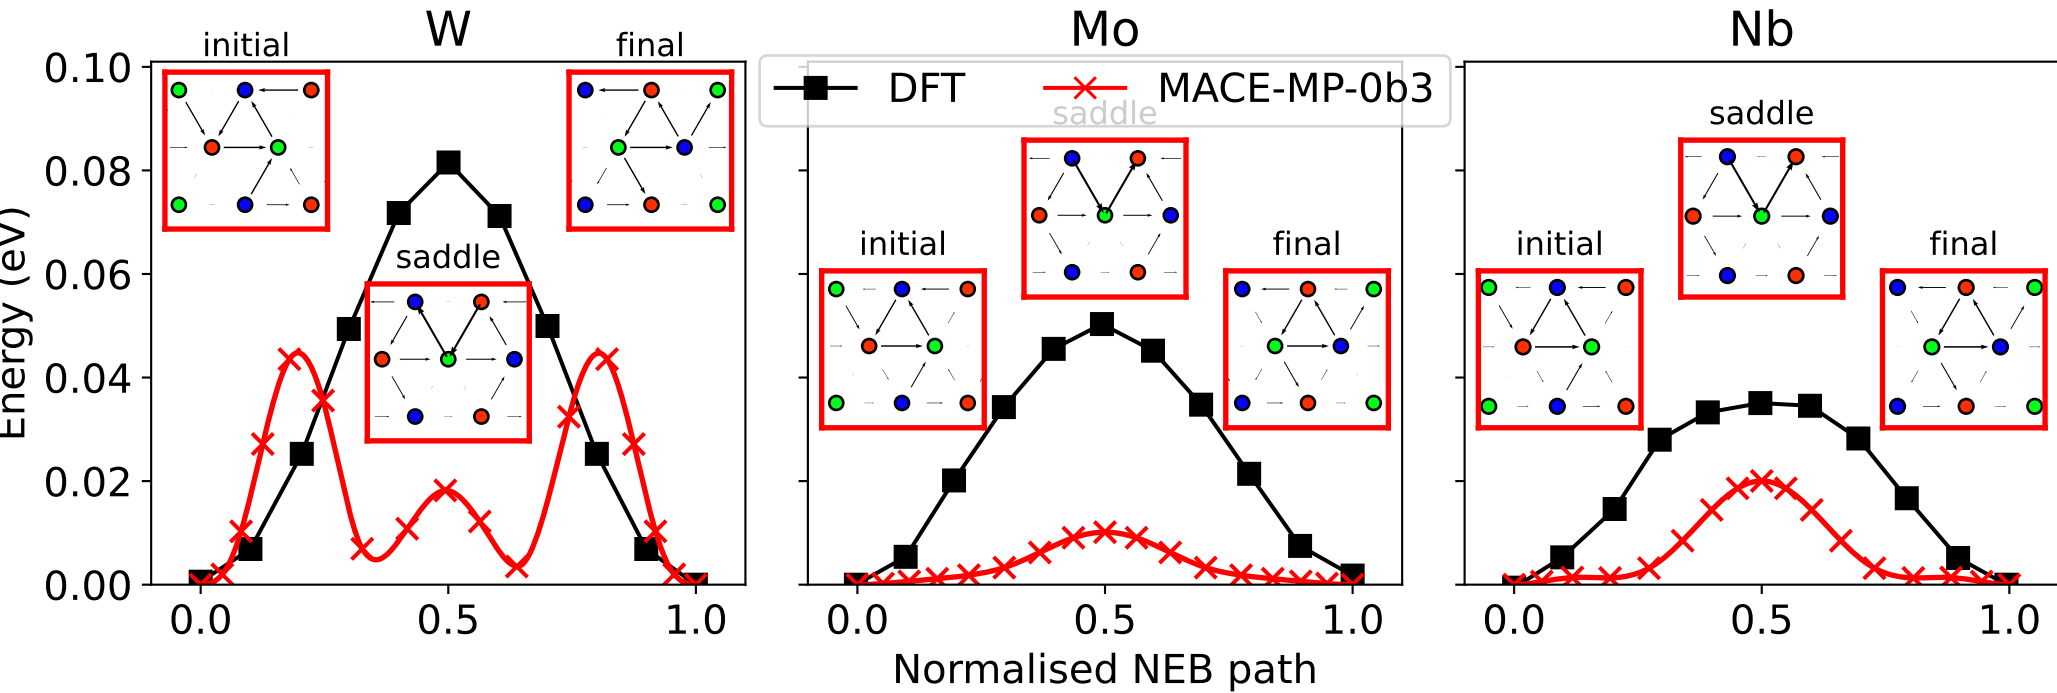 W
Mo
Nb
DFT
MACE-MP-0b3
initial
final
saddle
saddle
initial
final
saddle
initial
final
Energy (eV)
0.10
0.08
0.06
0.04
0.02
0.00
0.0 0.5 1.0
0.0 0.5 1.0
0.0 0.5 1.0
Normalised NEB path